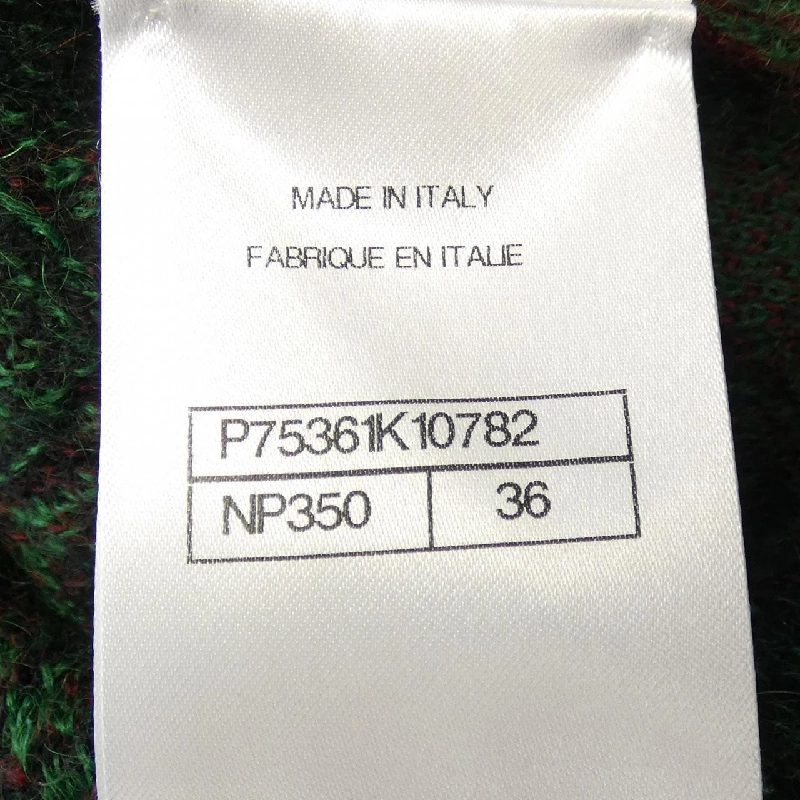 MADE IN ITALY
FABRIQUE EN ITALIE
P75361K10782
NP350 36